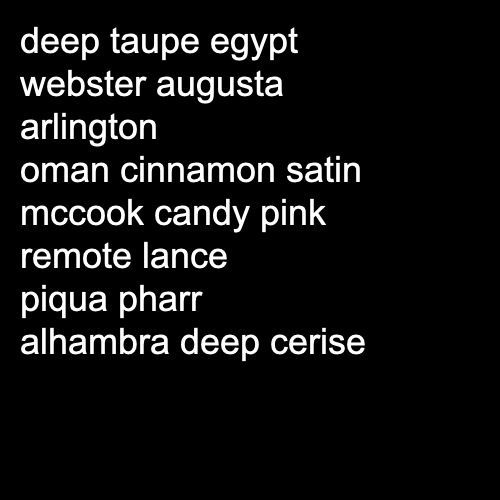 deep taupe egypt
webster augusta
arlington
oman cinnamon satin
mccook candy pink
remote lance
piqua pharr
alhambra deep cerise